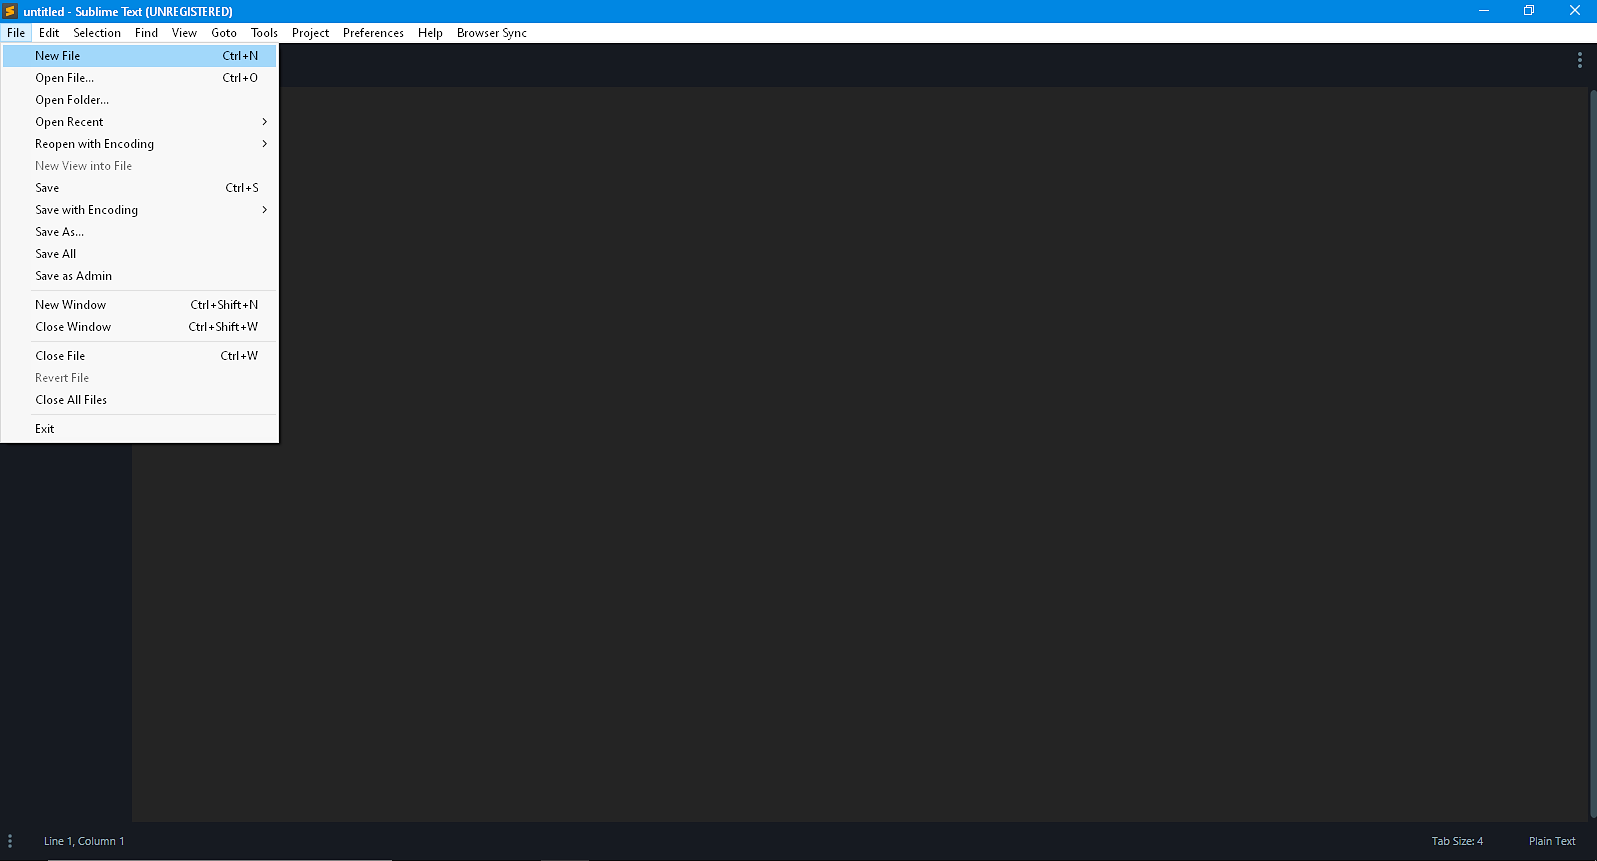 untitled - Sublime Text (UNREGISTERED)
File Edit Selection Find View Goto Tools Project Preferences Help Browser Sync
New File Ctrl+N
Open File... Ctrl+O
Open Folder...
Open Recent
Reopen with Encoding
New View into File
Save Ctrl+S
Save with Encoding
Save As...
Save All
Save as Admin
New Window Ctrl+Shift+N
Close Window Ctrl+Shift+W
Close File Ctrl+W
Revert File
Close All Files
Exit
Line 1, Column 1 Tab Size: 4 Plain Text